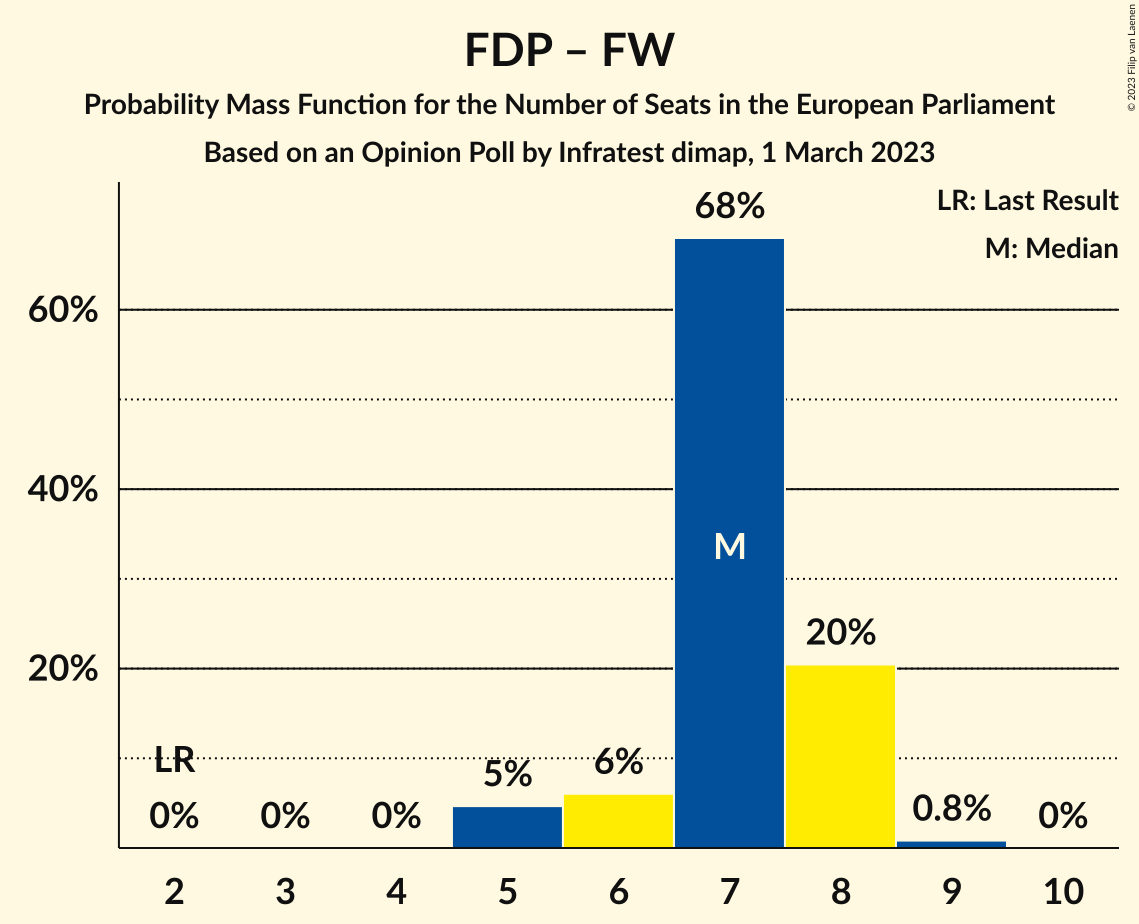 FDP – FW
Probability Mass Function for the Number of Seats in the European Parliament
Based on an Opinion Poll by Infratest dimap, 1 March 2023
© 2023 Filip van Laenen
LR: Last Result
M: Median
68%
60%
40%
M
20%
20%
LR
5%
6%
0%
0%
0%
0.8%
0%
2 3 4 5 6 7 8 9 10